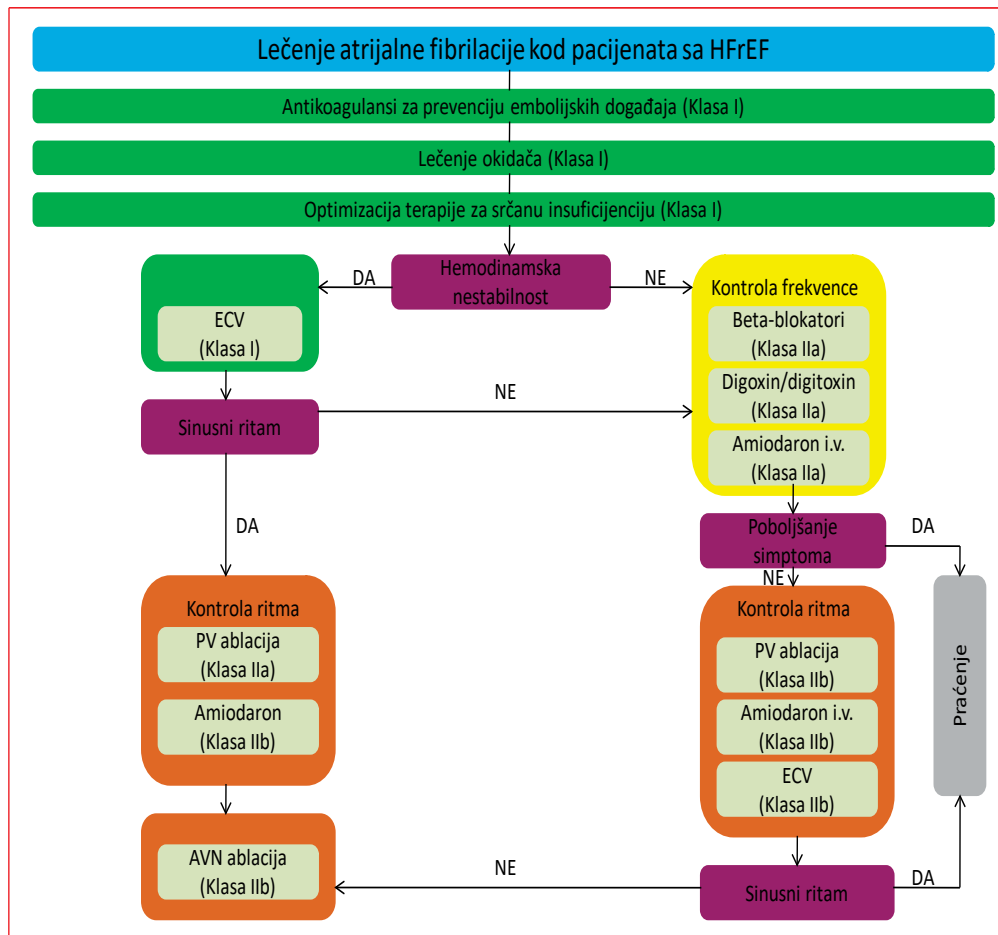 Lečenje atrijalne fibrilacije kod pacijenata sa HFrEF
Antikoagulansi za prevenciju embolijskih događaja (Klasa I)
Lečenje okidača (Klasa I)
Optimizacija terapije za srčanu insuficijenciju (Klasa I)
Hemodinamska
nestabilnost
DA
NE
ECV
(Klasa I)
Kontrola frekvence
Beta-blokatori
(Klasa IIa)
Digoxin/digitoxin
(Klasa IIa)
Amiodaron i.v.
(Klasa IIa)
Sinusni ritam
NE
DA
Poboljšanje
simptoma
DA
NE
Kontrola ritma
PV ablacija
(Klasa IIa)
Amiodaron
(Klasa IIb)
Kontrola ritma
PV ablacija
(Klasa IIb)
Amiodaron i.v.
(Klasa IIb)
ECV
(Klasa IIb)
Praćenje
AVN ablacija
(Klasa IIb)
NE
Sinusni ritam
DA